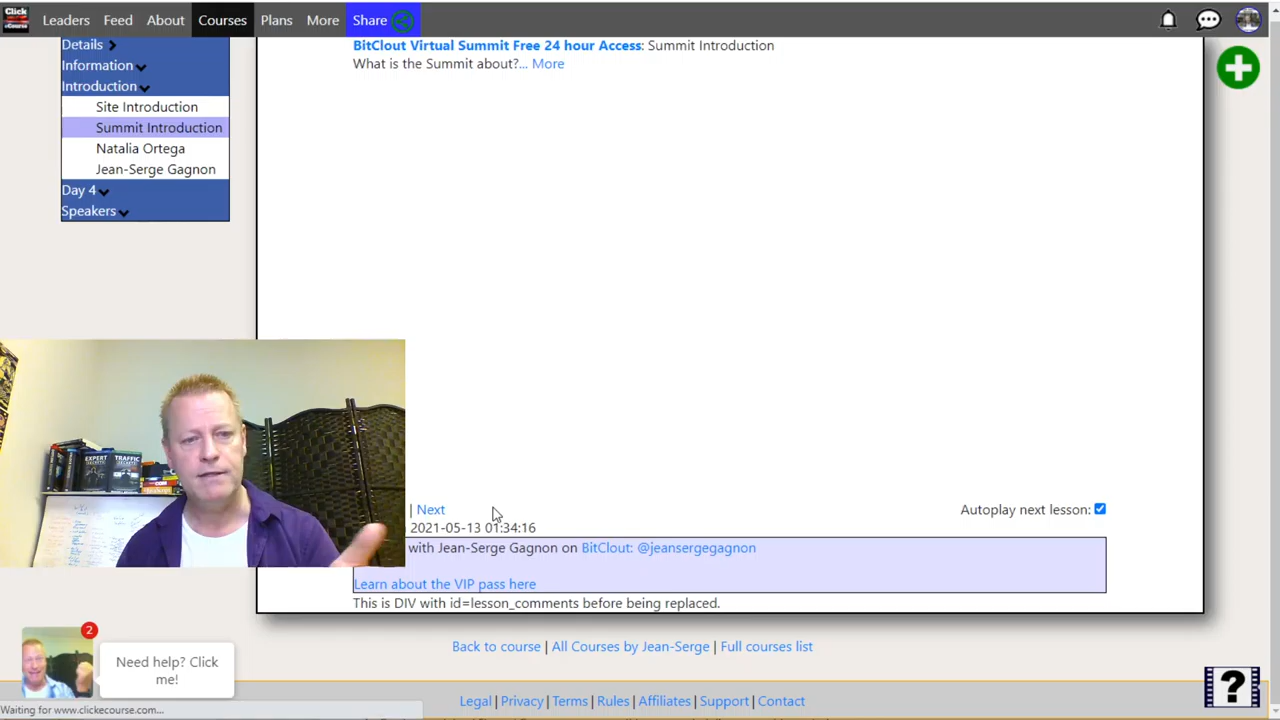 Click
eCourse
Leaders
Feed
About
Courses
Plans
More
Share
Details
Information
Introduction
Site Introduction
Summit Introduction
Natalia Ortega
Jean-Serge Gagnon
Day 4
Speakers
BitClout Virtual Summit Free 24 hour Access: Summit Introduction
What is the Summit about?... More
EXPERT
SECRETS
TRAFFIC
SECRETS
| Next
Autoplay next lesson:
2021-05-13 01:34:16
with Jean-Serge Gagnon on BitClout: @jeansergegagnon
Learn about the VIP pass here
This is DIV with id=lesson_comments before being replaced.
2
Need help? Click
me!
Back to course | All Courses by Jean-Serge | Full courses list
?
Legal | Privacy | Terms | Rules | Affiliates | Support | Contact
Waiting for www.clickecourse.com...